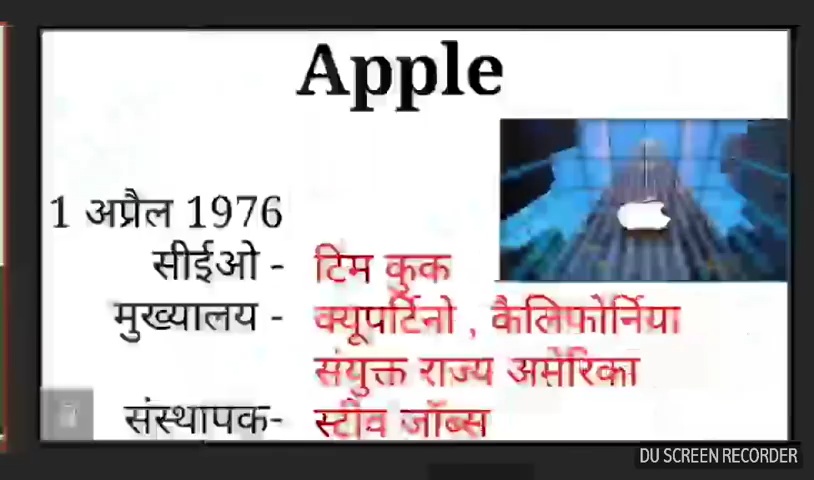 Apple
1 अप्रैल 1976
सीईओ - टिम कुक
मुख्यालय - क्यूपर्टिनो , कैलिफोर्निया
संयुक्त राज्य अमेरिका
संस्थापक- स्टीव जॉब्स
DU SCREEN RECORDER